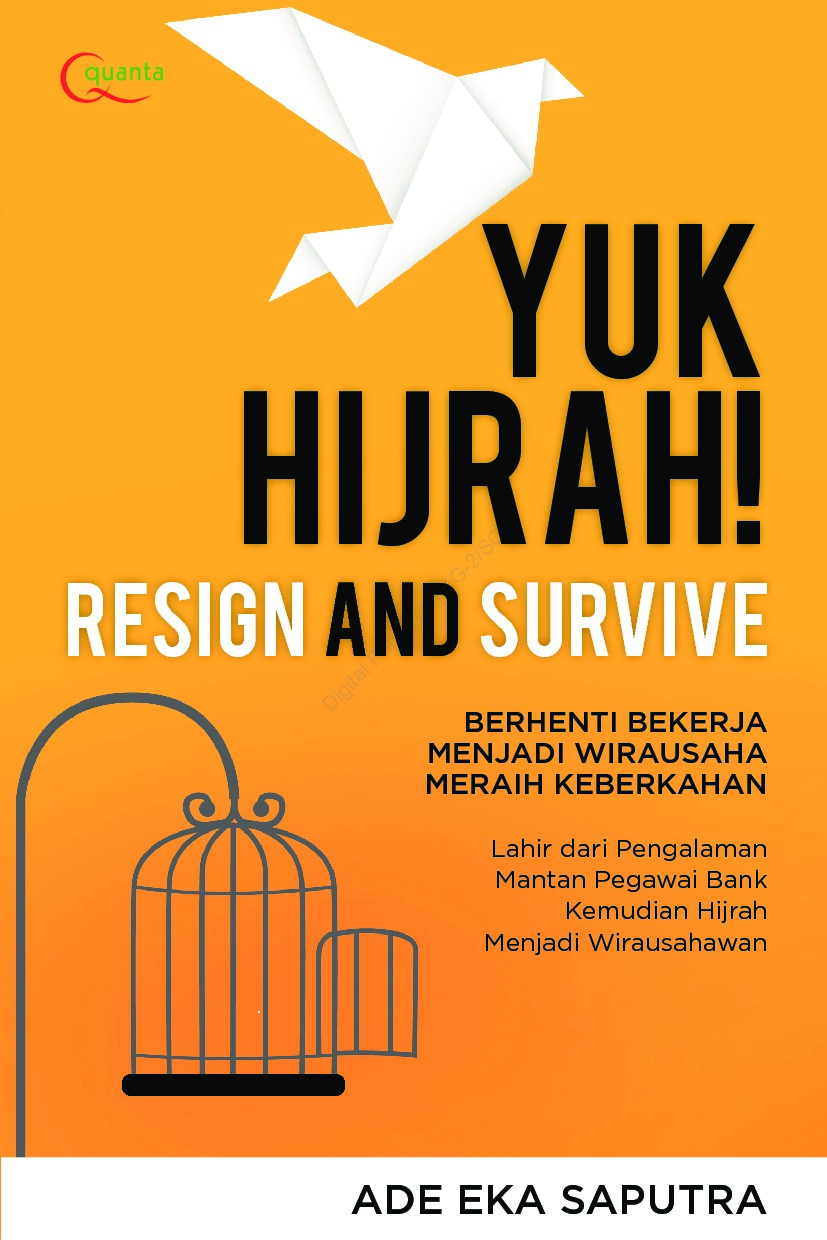 quanta
YUK
HIJRAH!
RESIGN AND SURVIVE
BERHENTI BEKERJA
MENJADI WIRAUSAHA
MERAIH KEBERKAHAN
Lahir dari Pengalaman
Mantan Pegawai Bank
Kemudian Hijrah
Menjadi Wirausahawan
ADE EKA SAPUTRA